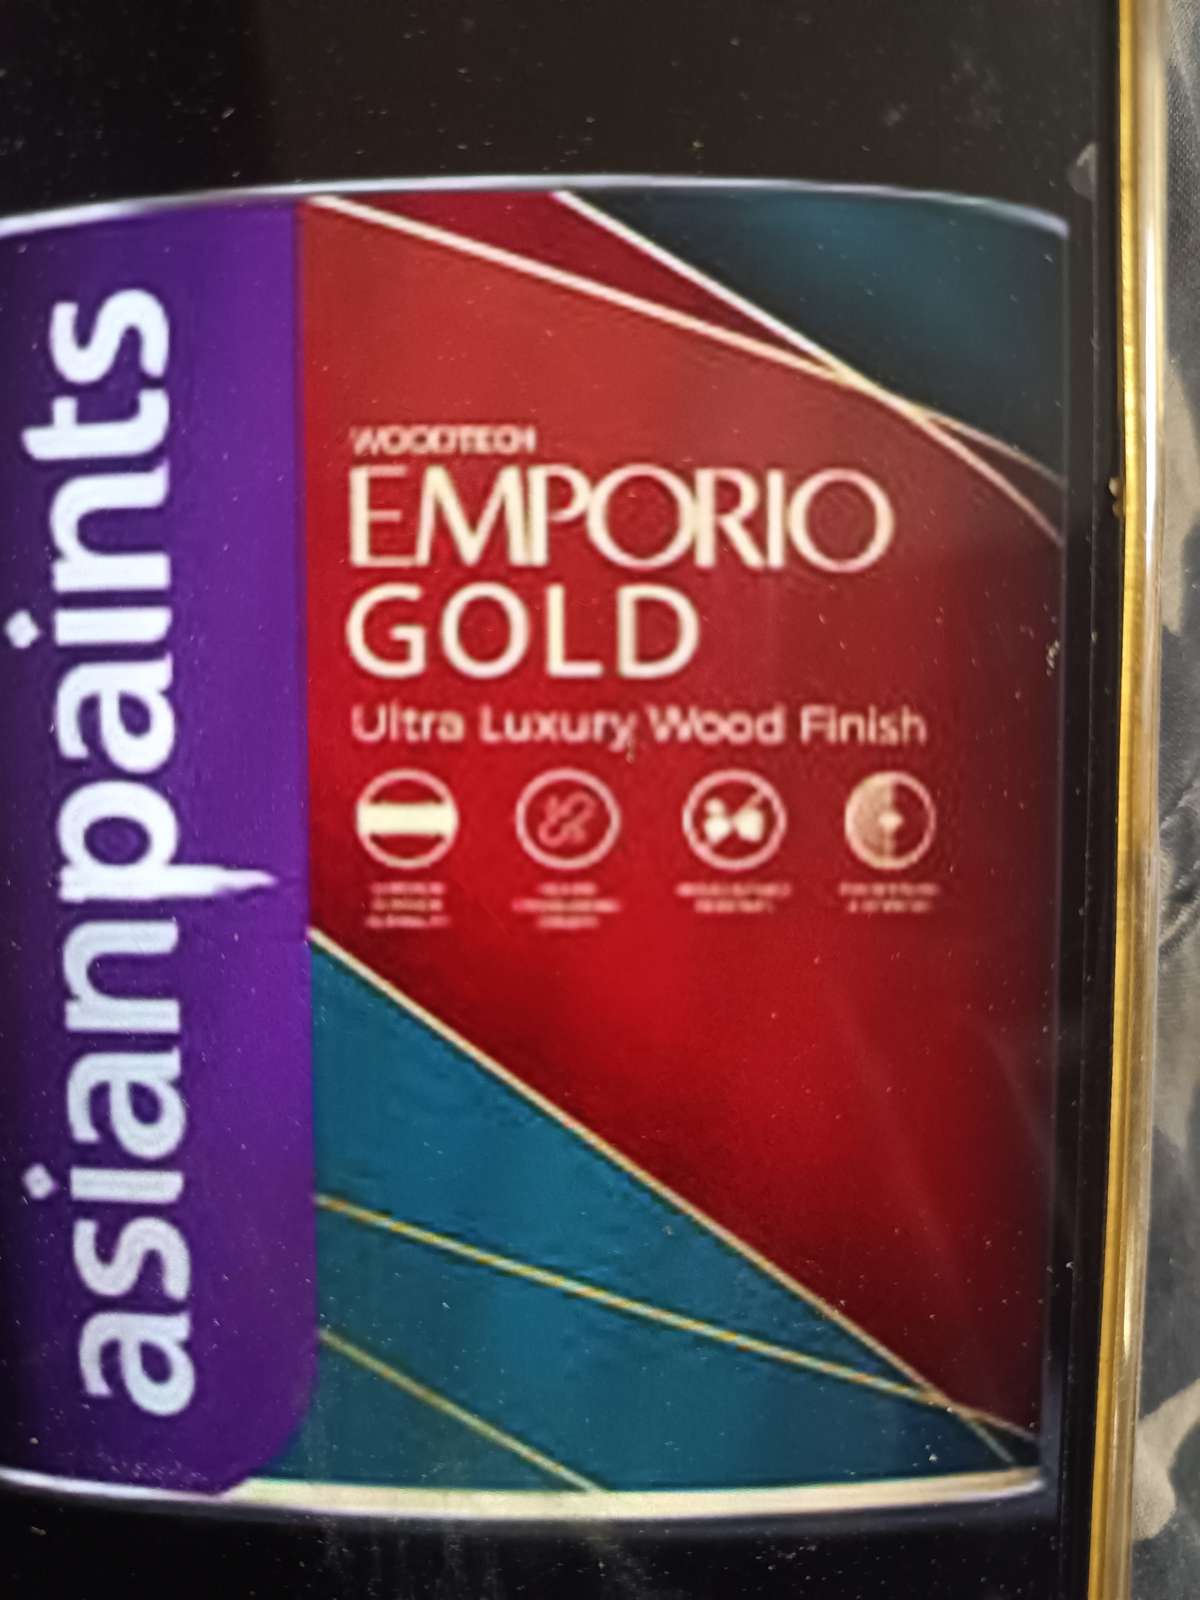 asianpaints
WOODTECH
EMPORIO
GOLD
Ultra Luxury Wood Finish